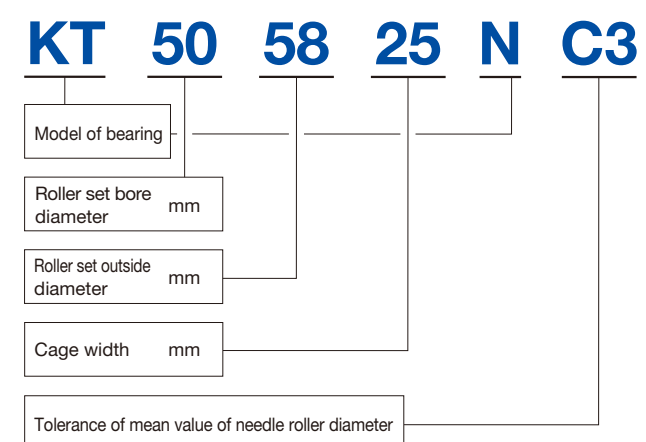 KT 50 58 25 N C3
Model of bearing
Roller set bore
diameter mm
Roller set outside
diameter mm
Cage width mm
Tolerance of mean value of needle roller diameter